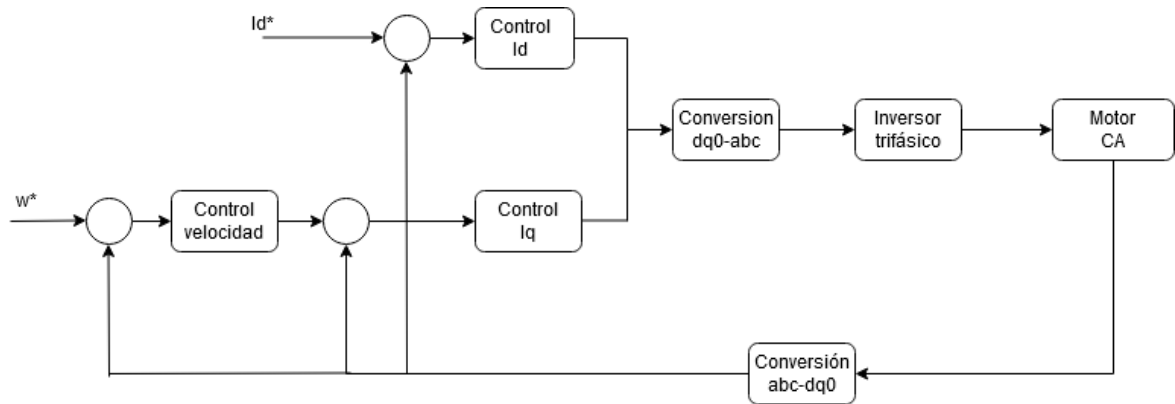 Id*
Control
Id
Conversion
dq0-abc
Inversor
trifásico
Motor
CA
w*
Control
velocidad
Control
Iq
Conversión
abc-dq0